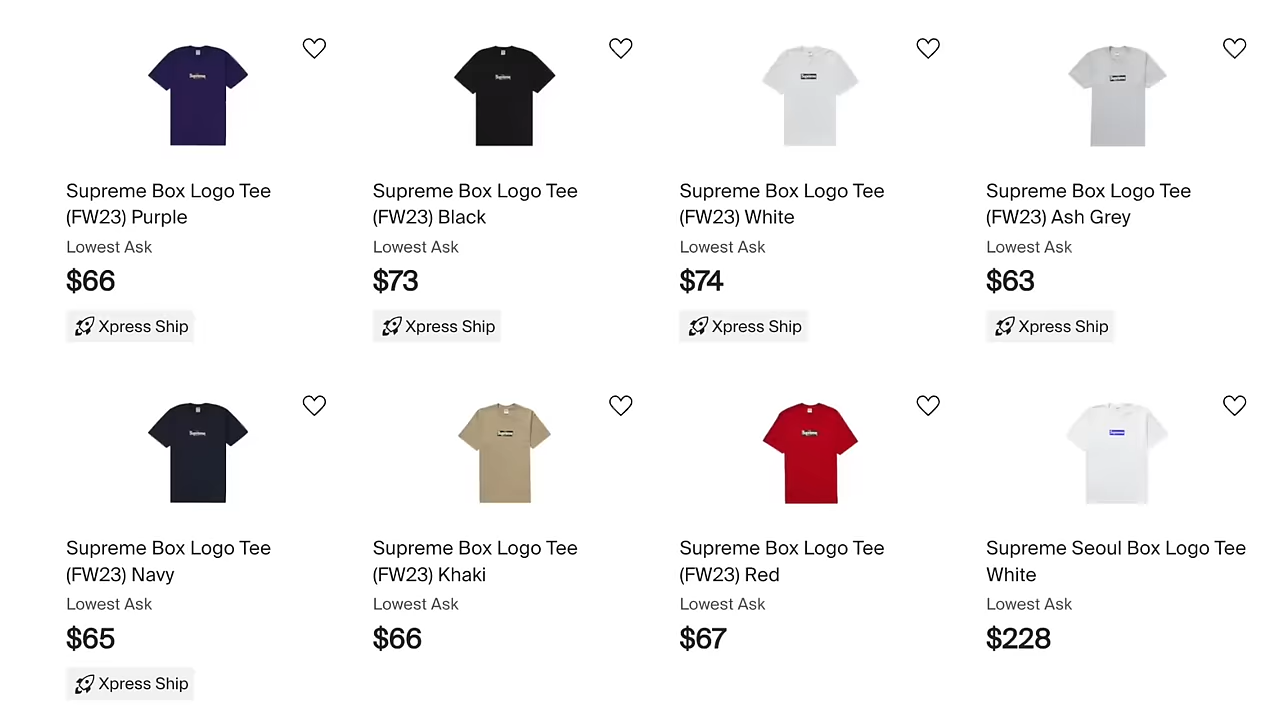 Supreme Box Logo Tee
(FW23) Purple
Lowest Ask
$66
Xpress Ship
Supreme Box Logo Tee
(FW23) Black
Lowest Ask
$73
Xpress Ship
Supreme Box Logo Tee
(FW23) White
Lowest Ask
$74
Xpress Ship
Supreme Box Logo Tee
(FW23) Ash Grey
Lowest Ask
$63
Xpress Ship
Supreme Box Logo Tee
(FW23) Navy
Lowest Ask
$65
Xpress Ship
Supreme Box Logo Tee
(FW23) Khaki
Lowest Ask
$66
Supreme Box Logo Tee
(FW23) Red
Lowest Ask
$67
Supreme Seoul Box Logo Tee
White
Lowest Ask
$228